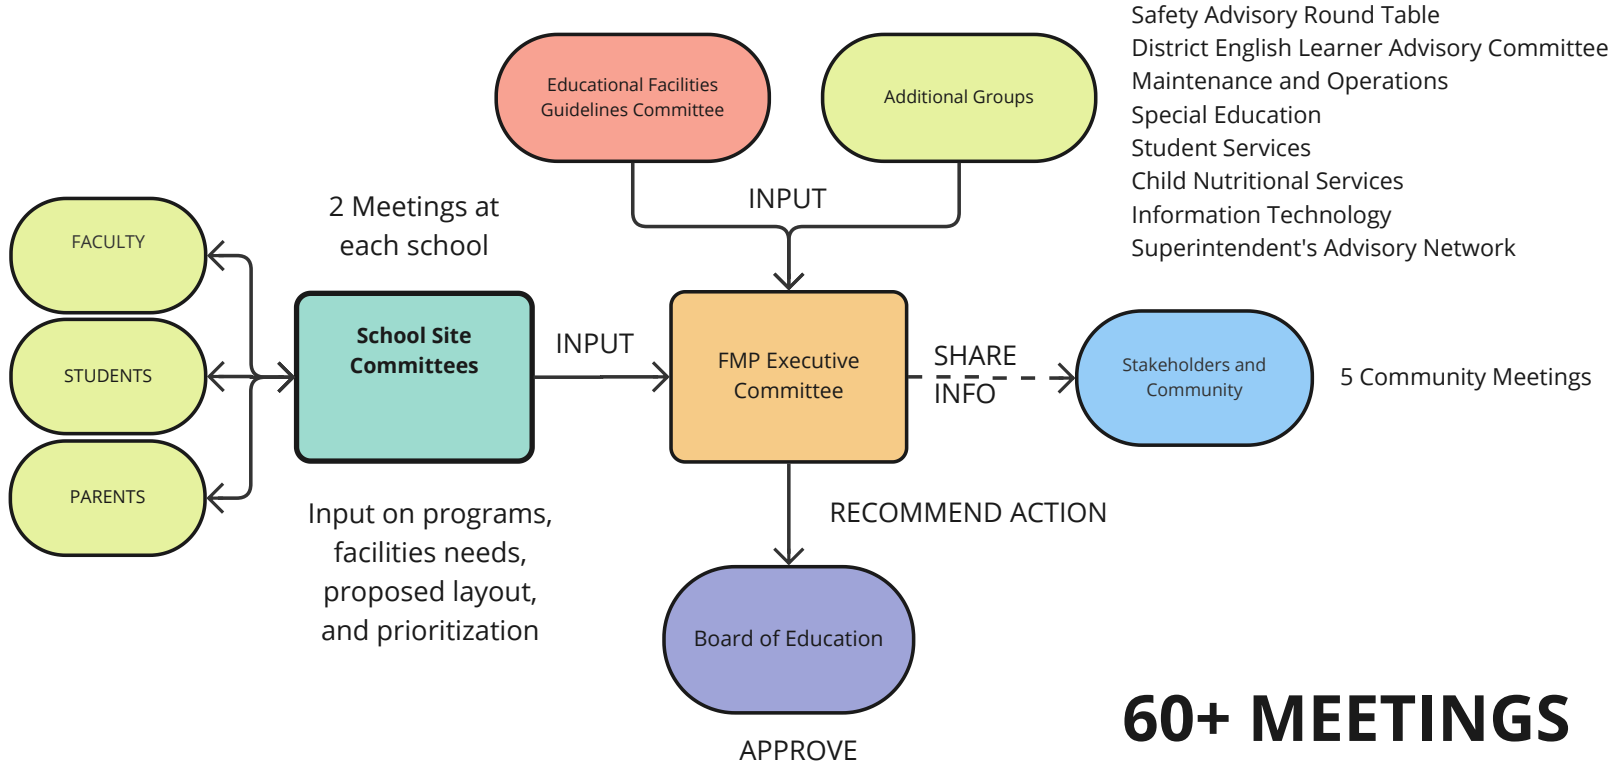 Safety Advisory Round Table
District English Learner Advisory Committee
Maintenance and Operations
Special Education
Student Services
Child Nutritional Services
Information Technology
Superintendent's Advisory Network
Educational Facilities
Guidelines Committee
Additional Groups
INPUT
2 Meetings at
each school
FACULTY
STUDENTS
PARENTS
School Site
Committees
INPUT
FMP Executive
Committee
SHARE
INFO
Stakeholders and
Community
5 Community Meetings
Input on programs,
facilities needs,
proposed layout,
and prioritization
RECOMMEND ACTION
Board of Education
APPROVE
60+ MEETINGS